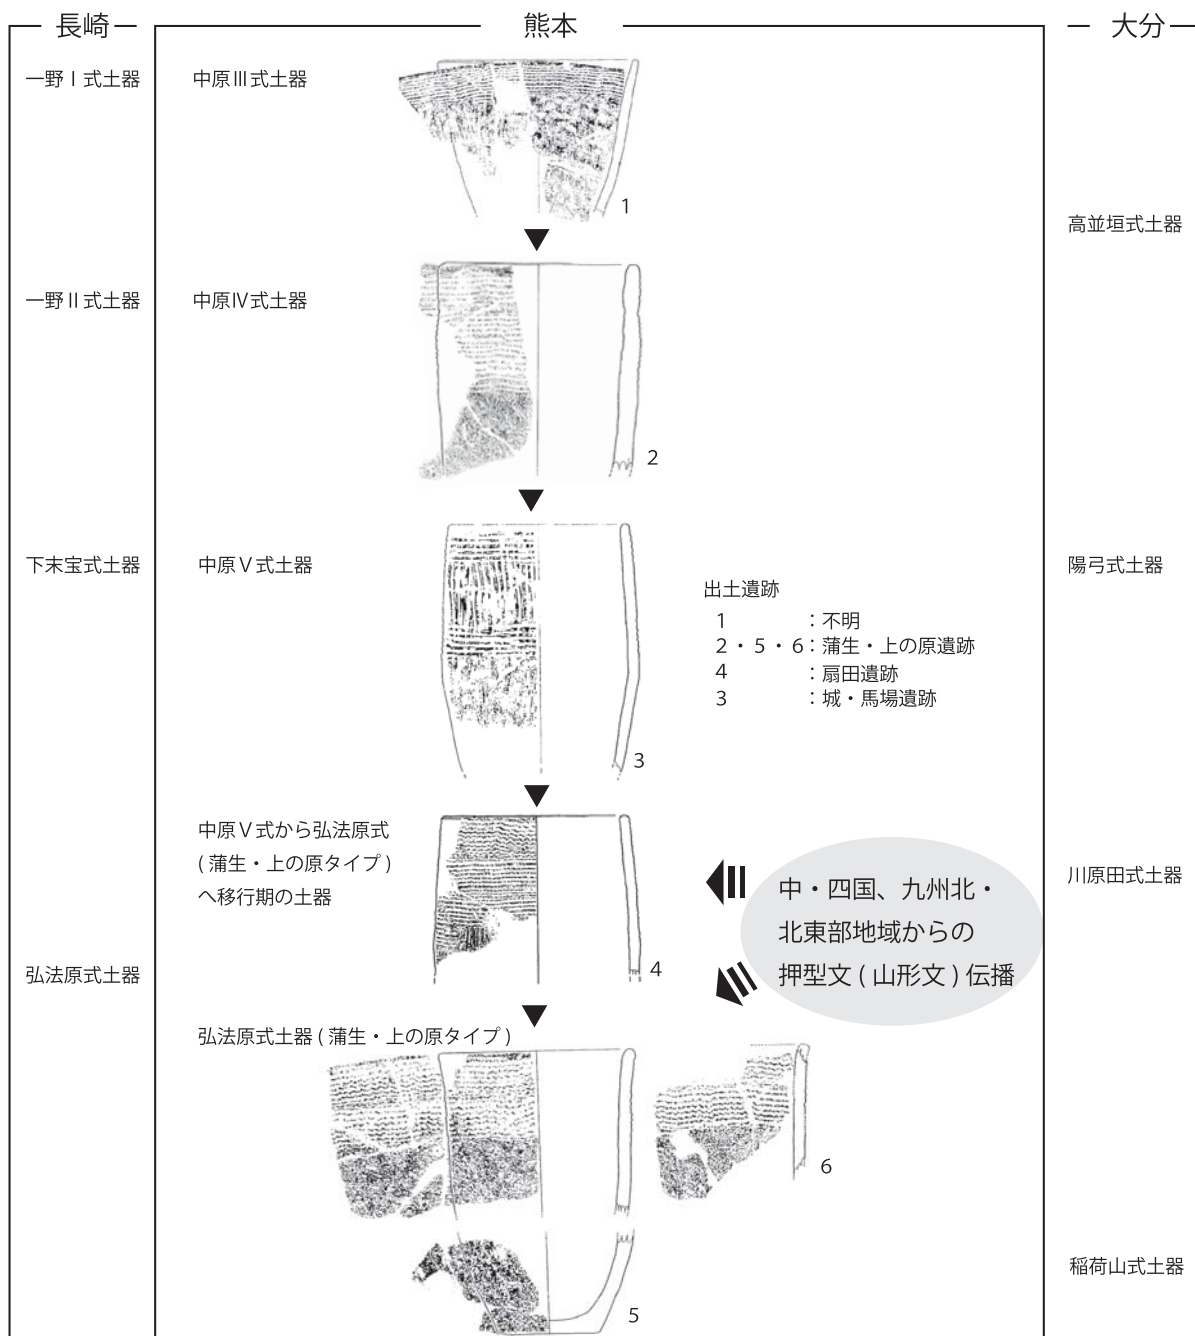 長崎
熊本
大分
一野Ⅰ式土器
中原Ⅲ式土器
1
高並垣式土器
一野Ⅱ式土器
中原Ⅳ式土器
2
下末宝式土器
中原Ⅴ式土器
陽弓式土器
出土遺跡
1 :不明
2・5・6:蒲生・上の原遺跡
4 :扇田遺跡
3 :城・馬場遺跡
3
中原Ⅴ式から弘法原式
(蒲生・上の原タイプ)
へ移行期の土器
中・四国、九州北・
北東部地域からの
押型文(山形文)伝播
川原田式土器
弘法原式土器
4
弘法原式土器(蒲生・上の原タイプ)
6
稲荷山式土器
5